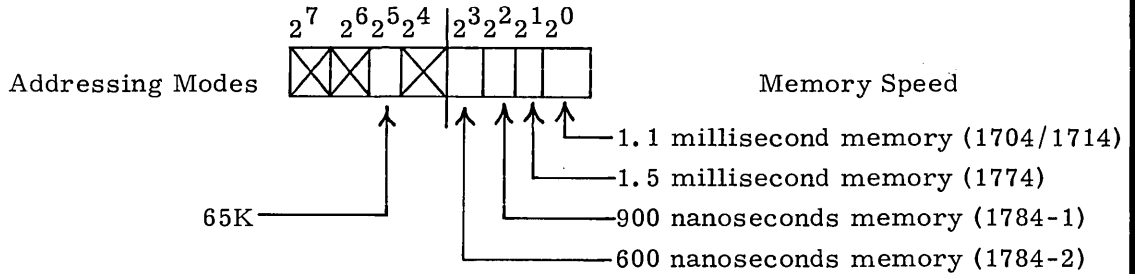 2^7 2^6 2^5 2^4 2^3 2^2 2^1 2^0
Addressing Modes
Memory Speed
1.1 millisecond memory (1704/1714)
1.5 millisecond memory (1774)
65K
900 nanoseconds memory (1784-1)
600 nanoseconds memory (1784-2)